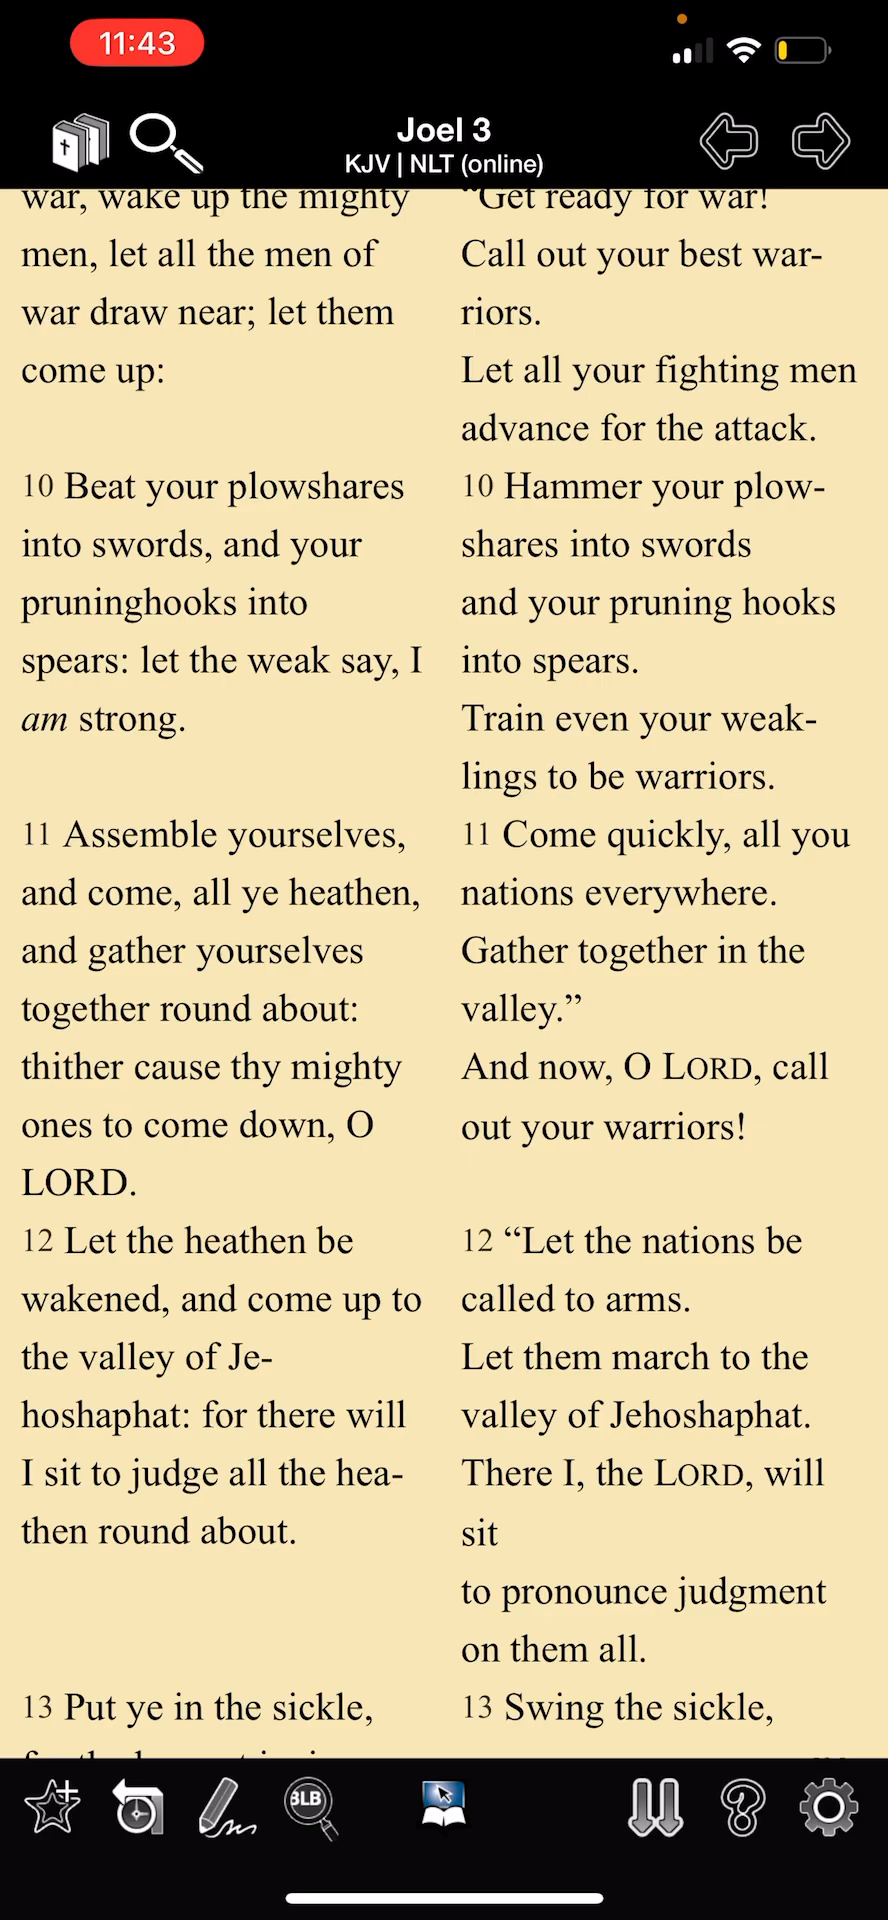 11:43
Joel 3
KJV | NLT (online)
war, wake up the mighty
men, let all the men of
war draw near; let them
come up:
10 Beat your plowshares
into swords, and your
pruninghooks into
spears: let the weak say, I
am strong.
11 Assemble yourselves,
and come, all ye heathen,
and gather yourselves
together round about:
thither cause thy mighty
ones to come down, O
LORD.
12 Let the heathen be
wakened, and come up to
the valley of Je-
hoshaphat: for there will
I sit to judge all the hea-
then round about.
13 Put ye in the sickle,
“Get ready for war!
Call out your best war-
riors.
Let all your fighting men
advance for the attack.
10 Hammer your plow-
shares into swords
and your pruning hooks
into spears.
Train even your weak-
lings to be warriors.
11 Come quickly, all you
nations everywhere.
Gather together in the
valley.”
And now, O LORD, call
out your warriors!
12 “Let the nations be
called to arms.
Let them march to the
valley of Jehoshaphat.
There I, the LORD, will
sit
to pronounce judgment
on them all.
13 Swing the sickle,
BLB